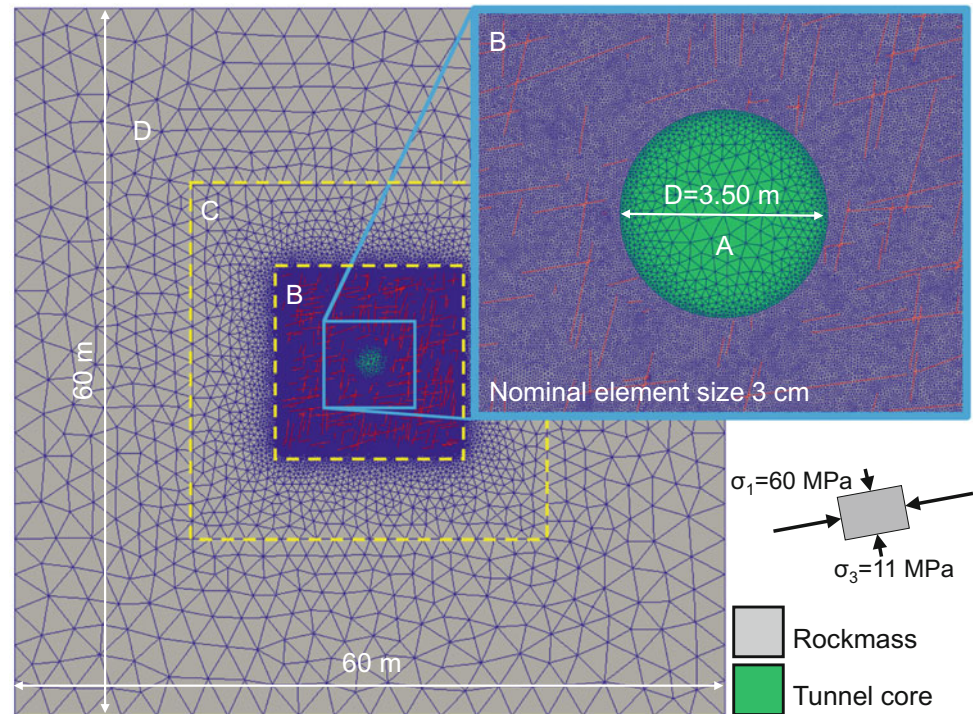 D
C
B
60 m
60 m
B
D=3.50 m
A
Nominal element size 3 cm
σ₁=60 MPa
σ₃=11 MPa
Rockmass
Tunnel core